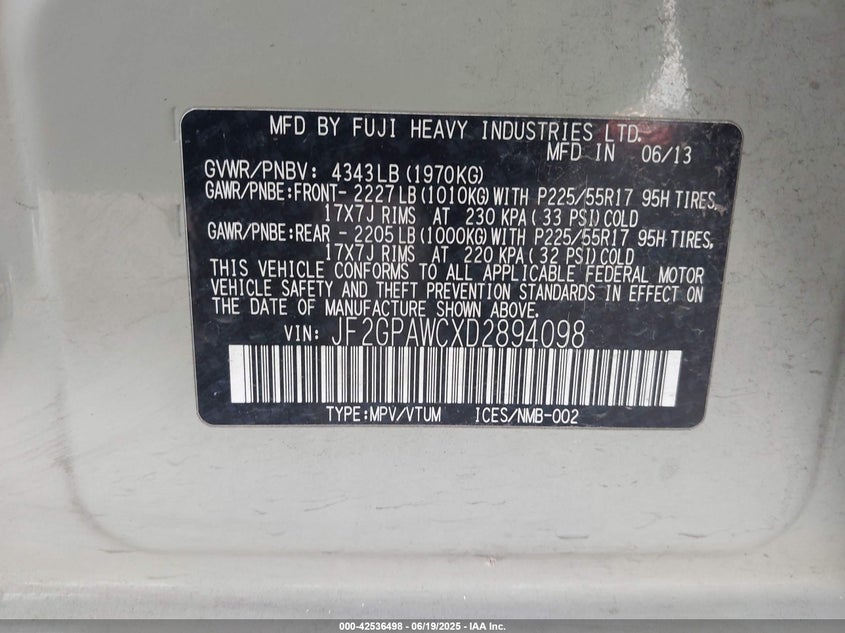 MFD BY FUJI HEAVY INDUSTRIES LTD.
MFD IN 06/13
GVWR/PNBV: 4343LB (1970KG)
GAWR/PNBE:FRONT- 2227LB(1010KG)WITH P225/55R17 95H TIRES,
17X7J RIMS AT 230 KPA( 33 PSI)COLD
GAWR/PNBE:REAR - 2205LB(1000KG)WITH P225/55R17 95H TIRES,
17X7J RIMS AT 220 KPA( 32 PSI)COLD
THIS VEHICLE CONFORMS TO ALL APPLICABLE FEDERAL MOTOR
VEHICLE SAFETY AND THEFT PREVENTION STANDARDS IN EFFECT ON
THE DATE OF MANUFACTURE SHOWN ABOVE.
VIN: JF2GPAWCXD2894098
TYPE:MPV/VTUM ICES/NMB-002
000-42536498 - 06/19/2025 - IAA Inc.